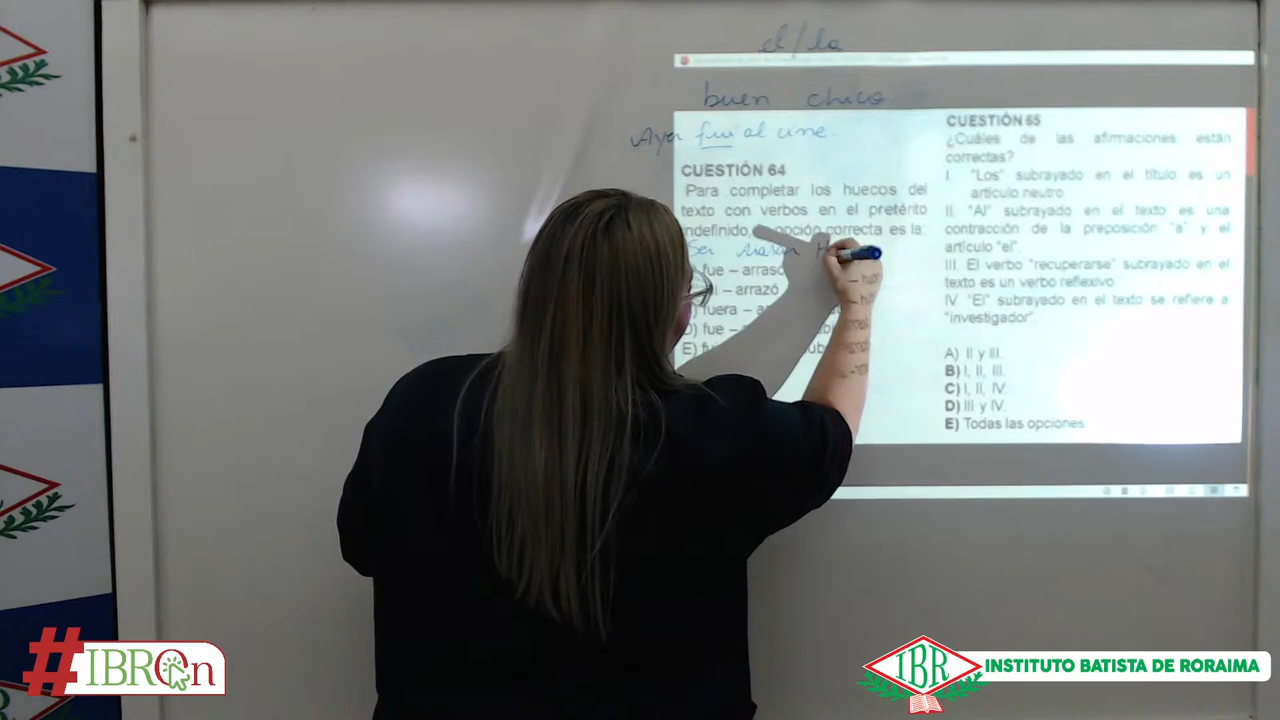 el / la
buen chico
Ayer fui al cine.
CUESTIÓN 64
Para completar los huecos del
texto con verbos en el pretérito
indefinido, opción correcta es la:
Ser
fue – arrasó
– arrazó
fuera –
D) fue –
E)
CUESTIÓN 65
¿Cuáles de las afirmaciones están
correctas?
I. "Los" subrayado en el título es un
artículo neutro.
II. "Al" subrayado en el texto es una
contracción de la preposición "a" y el
artículo "el".
III. El verbo "recuperarse" subrayado en el
texto es un verbo reflexivo.
IV "El" subrayado en el texto se refiere a
"investigador".
A) II y III.
B) I, II, III.
C) I, II, IV.
D) III y IV.
E) Todas las opciones
#IBROn
IBR
INSTITUTO BATISTA DE RORAIMA